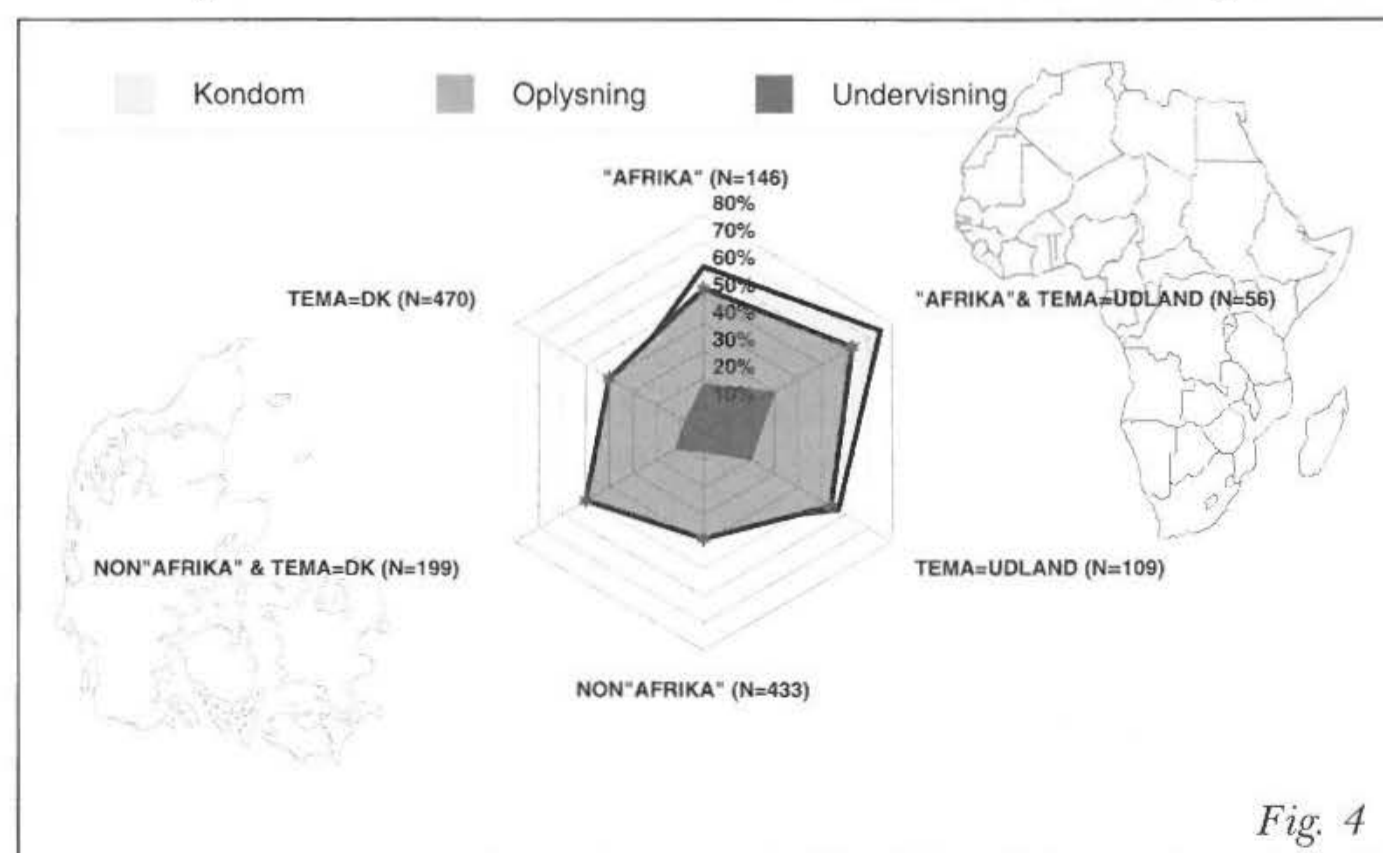 Kondom Oplysning Undervisning
"AFRIKA" (N=146)
80%
70%
60%
50%
40%
30%
20%
10%
TEMA=DK (N=470)
"AFRIKA"& TEMA=UDLAND (N=56)
NON"AFRIKA" & TEMA=DK (N=199)
TEMA=UDLAND (N=109)
NON"AFRIKA" (N=433)
Fig. 4